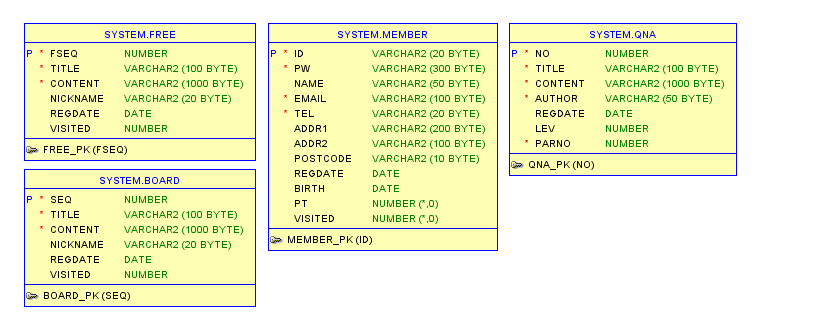 SYSTEM.FREE
P * FSEQ NUMBER
* TITLE VARCHAR2 (100 BYTE)
* CONTENT VARCHAR2 (1000 BYTE)
NICKNAME VARCHAR2 (20 BYTE)
REGDATE DATE
VISITED NUMBER
FREE_PK (FSEQ)
SYSTEM.BOARD
P * SEQ NUMBER
* TITLE VARCHAR2 (100 BYTE)
* CONTENT VARCHAR2 (1000 BYTE)
NICKNAME VARCHAR2 (20 BYTE)
REGDATE DATE
VISITED NUMBER
BOARD_PK (SEQ)
SYSTEM.MEMBER
P * ID VARCHAR2 (20 BYTE)
* PW VARCHAR2 (300 BYTE)
NAME VARCHAR2 (50 BYTE)
* EMAIL VARCHAR2 (100 BYTE)
* TEL VARCHAR2 (20 BYTE)
ADDR1 VARCHAR2 (200 BYTE)
ADDR2 VARCHAR2 (100 BYTE)
POSTCODE VARCHAR2 (10 BYTE)
REGDATE DATE
BIRTH DATE
PT NUMBER (*,0)
VISITED NUMBER (*,0)
MEMBER_PK (ID)
SYSTEM.QNA
P * NO NUMBER
* TITLE VARCHAR2 (100 BYTE)
* CONTENT VARCHAR2 (1000 BYTE)
* AUTHOR VARCHAR2 (50 BYTE)
REGDATE DATE
LEV NUMBER
* PARNO NUMBER
QNA_PK (NO)